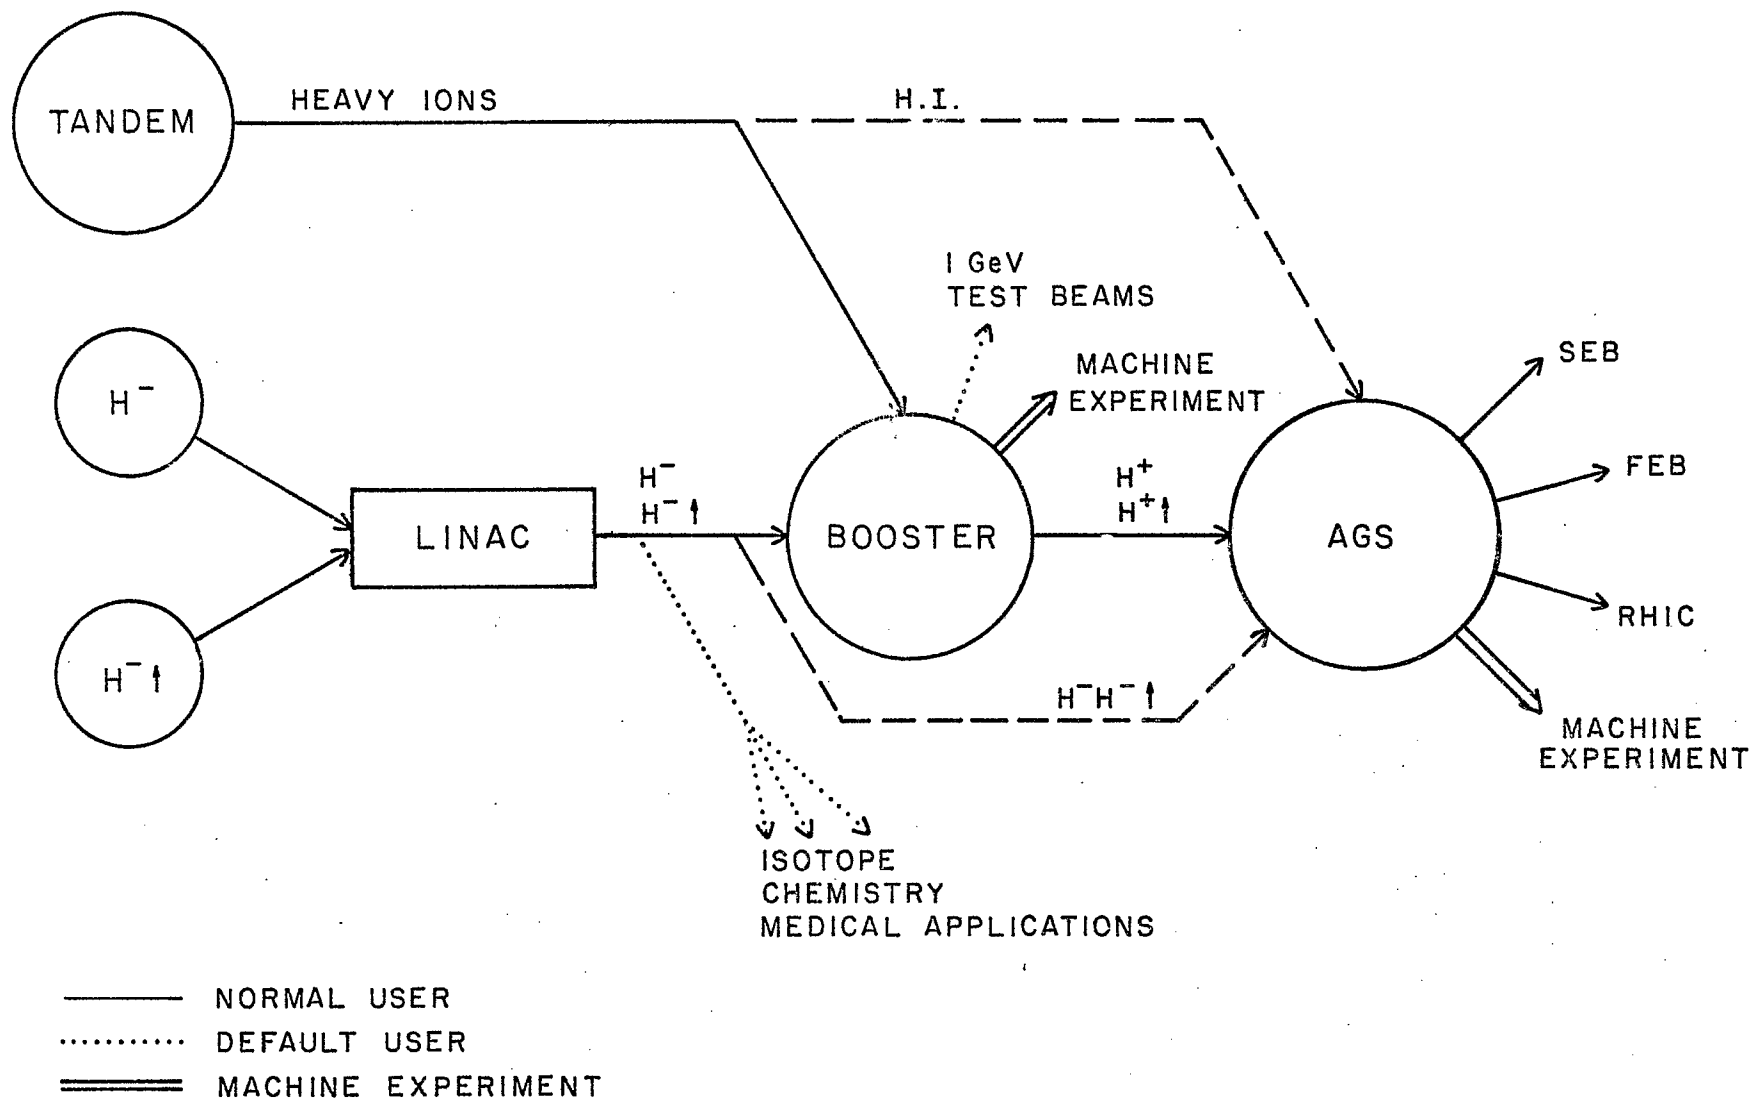 HEAVY IONS
H.I.
TANDEM
1 GeV
TEST BEAMS
MACHINE
EXPERIMENT
SEB
H⁻
FEB
H⁻
H⁻↑
H⁺
H⁺↑
LINAC
BOOSTER
AGS
RHIC
H⁻↑
H⁻H⁻↑
MACHINE
EXPERIMENT
ISOTOPE
CHEMISTRY
MEDICAL APPLICATIONS
NORMAL USER
DEFAULT USER
MACHINE EXPERIMENT